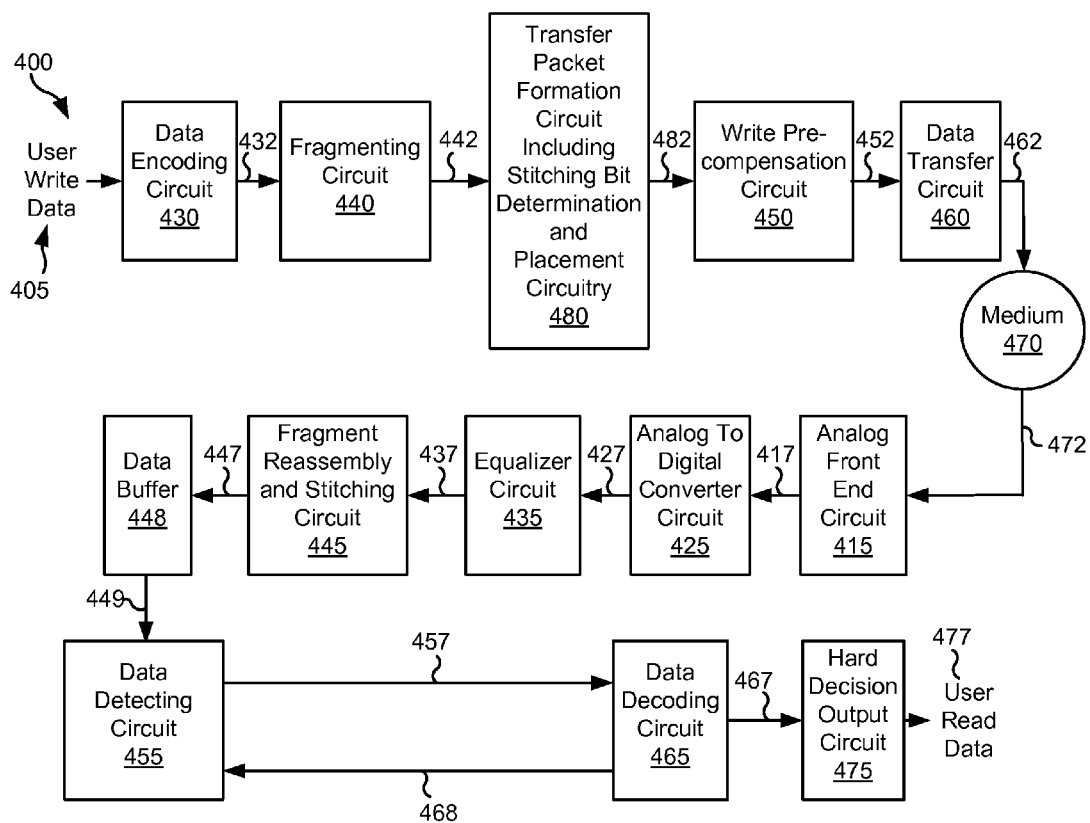 400
User
Write
Data
405
Data
Encoding
Circuit
430
432
Fragmenting
Circuit
440
442
Transfer
Packet
Formation
Circuit
Including
Stitching Bit
Determination
and
Placement
Circuitry
480
482
Write Pre-
compensation
Circuit
450
452
Data
Transfer
Circuit
460
462
Medium
470
472
Analog
Front
End
Circuit
415
417
Analog To
Digital
Converter
Circuit
425
427
Equalizer
Circuit
435
437
Fragment
Reassembly
and Stitching
Circuit
445
447
Data
Buffer
448
449
Data
Detecting
Circuit
455
457
468
Data
Decoding
Circuit
465
467
Hard
Decision
Output
Circuit
475
477
User
Read
Data